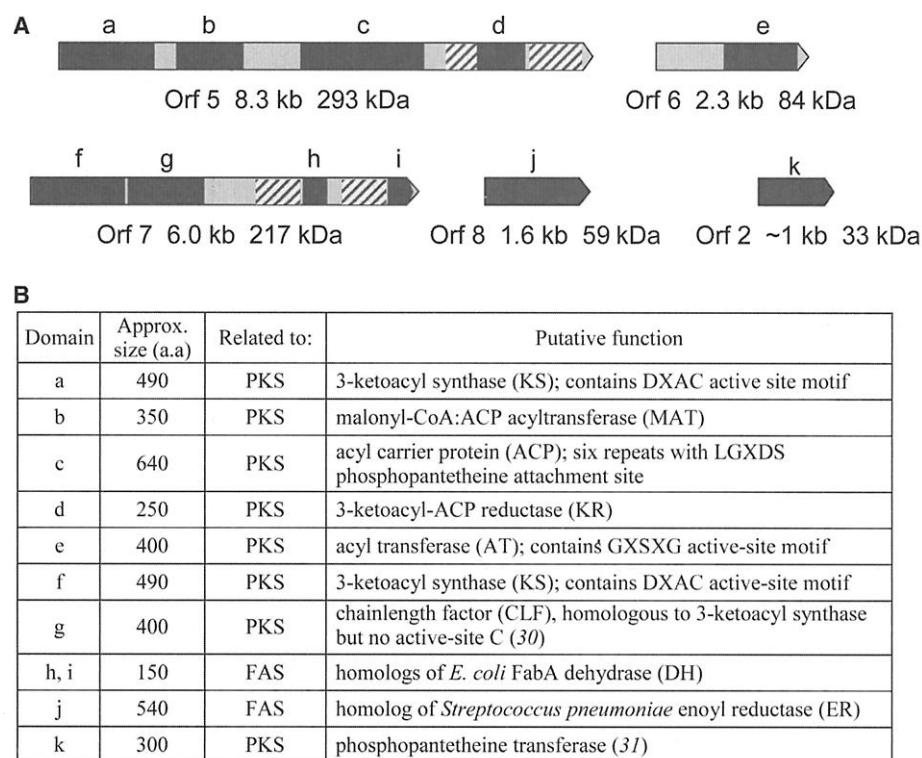 A
a b c d e
Orf 5 8.3 kb 293 kDa Orf 6 2.3 kb 84 kDa
f g h i j k
Orf 7 6.0 kb 217 kDa Orf 8 1.6 kb 59 kDa Orf 2 ~1 kb 33 kDa
B
Domain Approx. size (a.a) Related to: Putative function
a 490 PKS 3-ketoacyl synthase (KS); contains DXAC active site motif
b 350 PKS malonyl-CoA:ACP acyltransferase (MAT)
c 640 PKS acyl carrier protein (ACP); six repeats with LGXDS
phosphopantetheine attachment site
d 250 PKS 3-ketoacyl-ACP reductase (KR)
e 400 PKS acyl transferase (AT); contains GXSXG active-site motif
f 490 PKS 3-ketoacyl synthase (KS); contains DXAC active-site motif
g 400 PKS chainlength factor (CLF), homologous to 3-ketoacyl synthase
but no active-site C (30)
h, i 150 FAS homologs of E. coli FabA dehydrase (DH)
j 540 FAS homolog of Streptococcus pneumoniae enoyl reductase (ER)
k 300 PKS phosphopantetheine transferase (31)